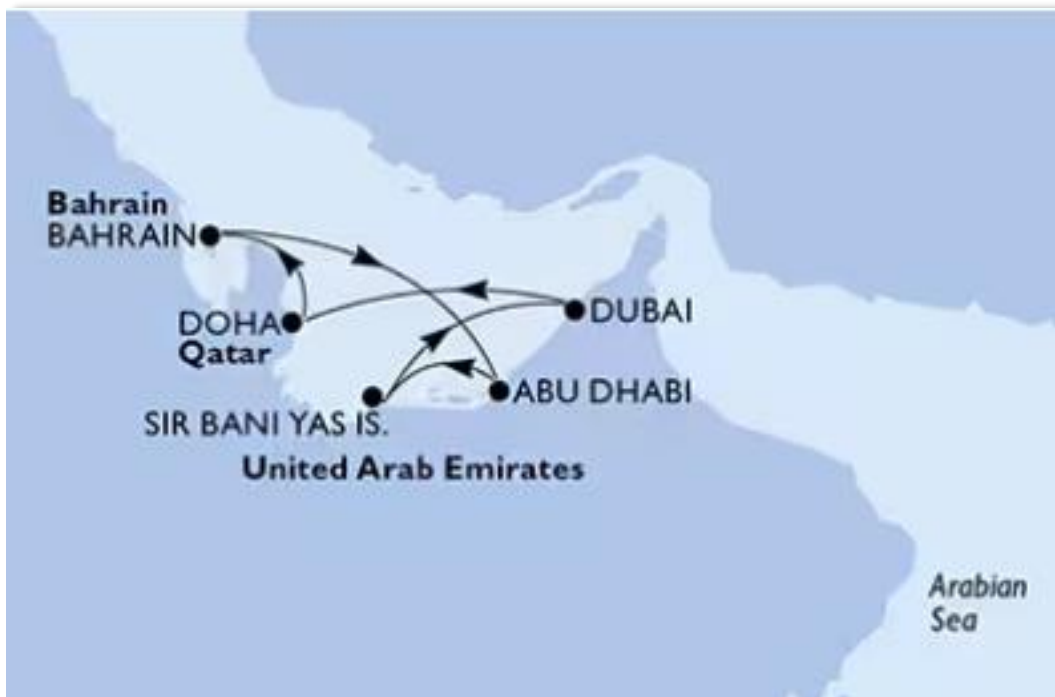 Bahrain
BAHRAIN
DOHA
Qatar
DUBAI
ABU DHABI
SIR BANI YAS IS.
United Arab Emirates
Arabian
Sea